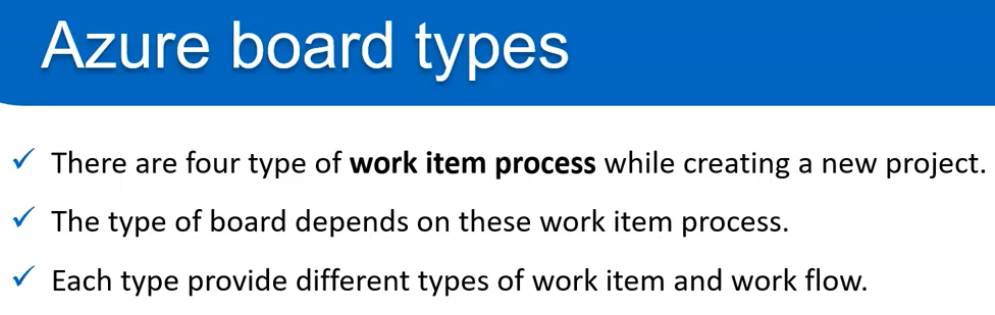 Azure board types
✓ There are four type of work item process while creating a new project.
✓ The type of board depends on these work item process.
✓ Each type provide different types of work item and work flow.